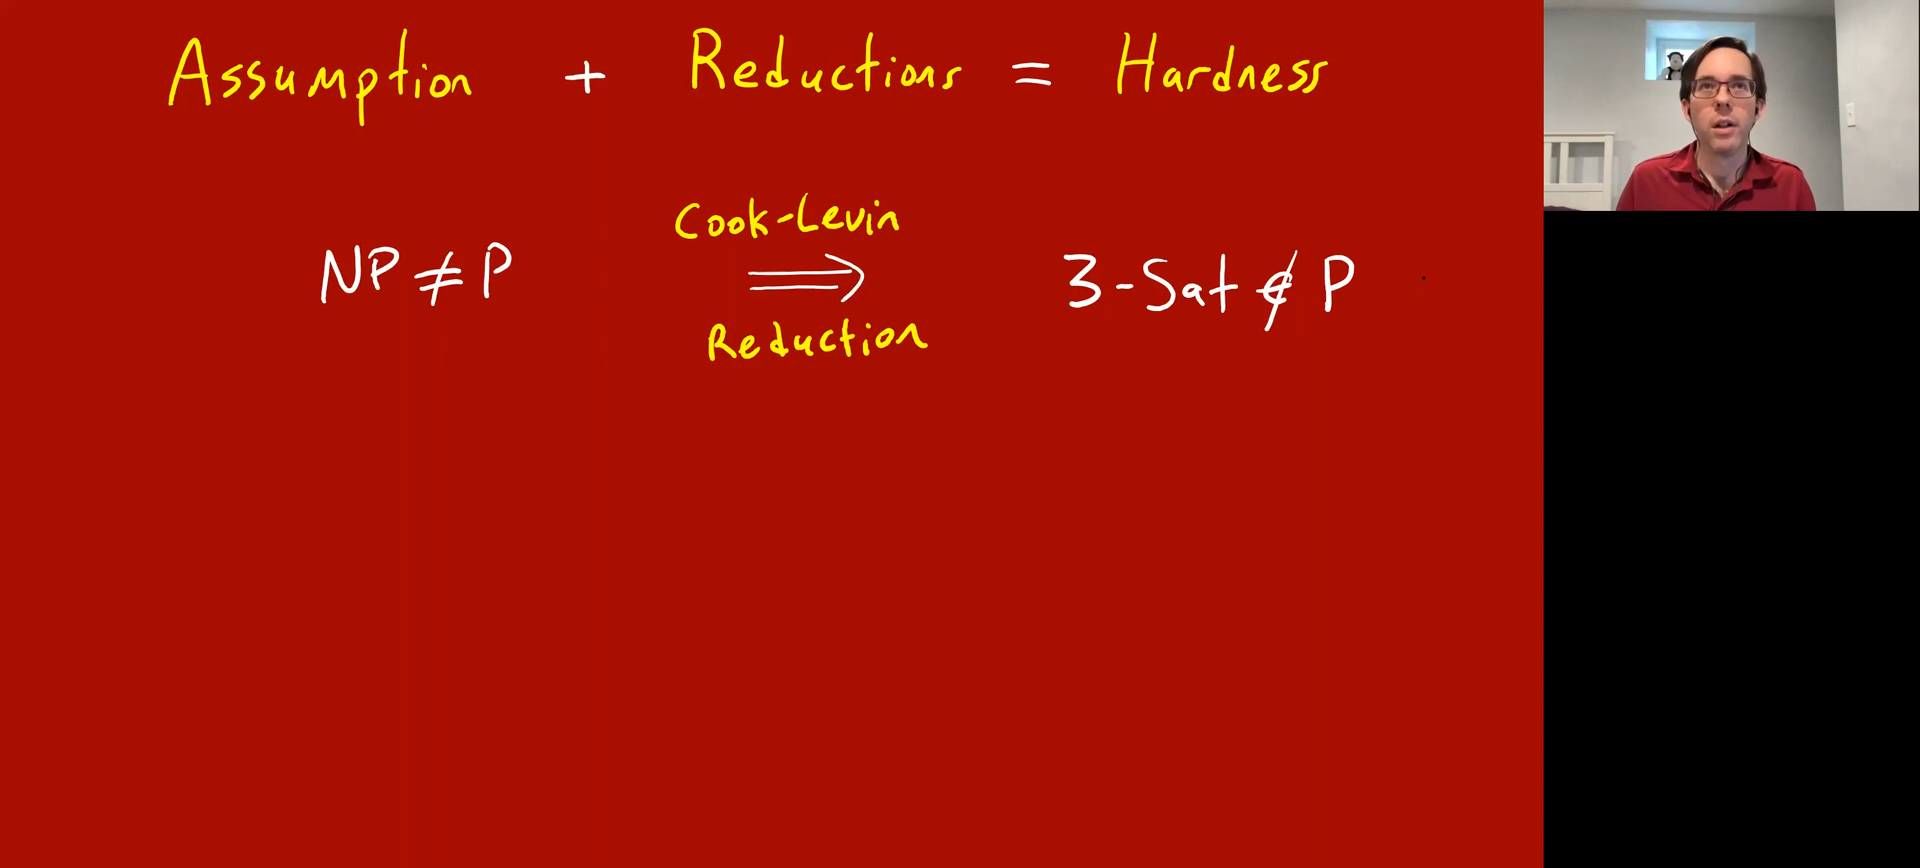 Assumption + Reductions = Hardness
Cook-Levin
NP ≠ P ⟹ 3-Sat ∉ P
Reduction